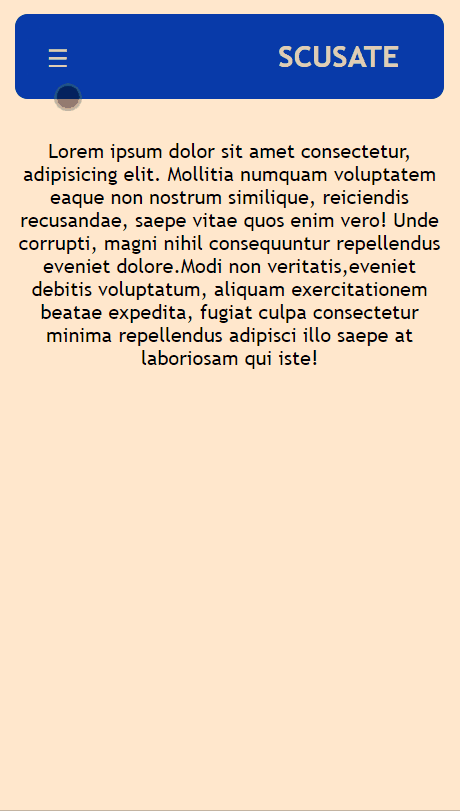 ☰ SCUSATE
Lorem ipsum dolor sit amet consectetur,
adipisicing elit. Mollitia numquam voluptatem
eaque non nostrum similique, reiciendis
recusandae, saepe vitae quos enim vero! Unde
corrupti, magni nihil consequuntur repellendus
eveniet dolore.Modi non veritatis,eveniet
debitis voluptatum, aliquam exercitationem
beatae expedita, fugiat culpa consectetur
minima repellendus adipisci illo saepe at
laboriosam qui iste!